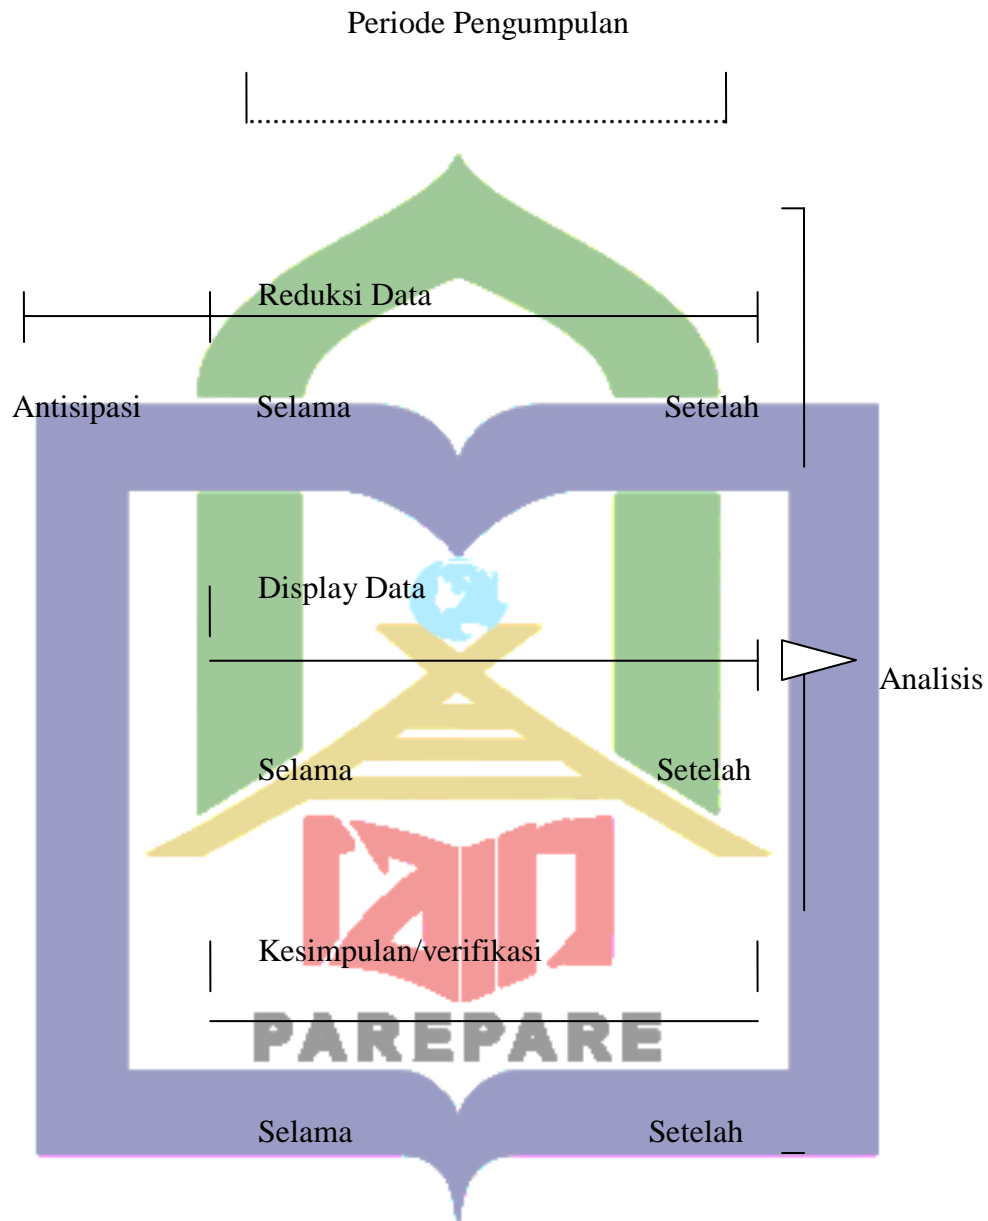 Periode Pengumpulan
Reduksi Data
Antisipasi Selama Setelah
Display Data
Analisis
Selama Setelah
Kesimpulan/verifikasi
PAREPARE
Selama Setelah